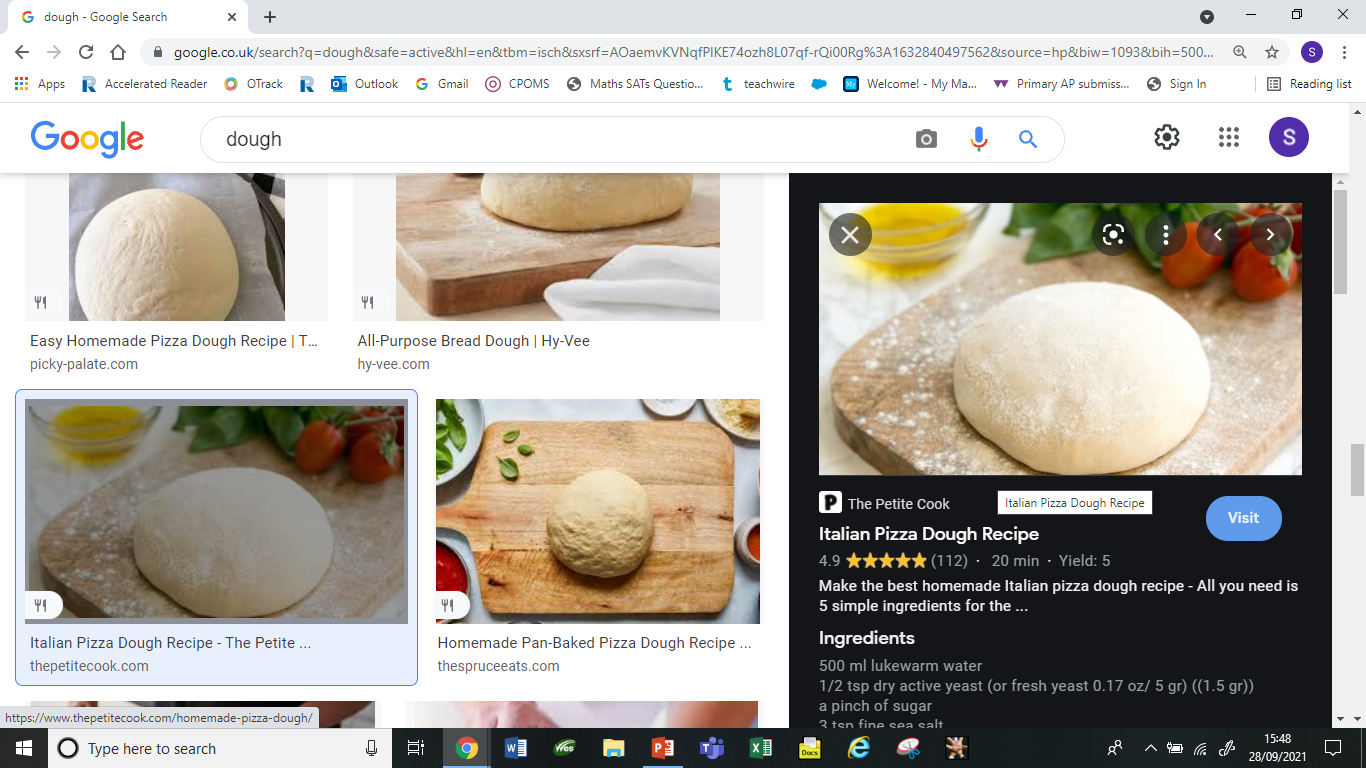 dough - Google Search
google.co.uk/search?q=dough&safe=active&hl=en&tbm=isch&sxsrf=AOaemvKVNqfPIKE74ozh8L07qf-rQi00Rg%3A1632840497562&source=hp&biw=1093&bih=500...
S
Apps
Accelerated Reader
OTrack
Outlook
Gmail
CPOMS
Maths SATs Questio...
teachwire
Welcome! - My Ma...
Primary AP submiss...
Sign In
Reading list
Google
dough
S
Easy Homemade Pizza Dough Recipe | T...
picky-palate.com
All-Purpose Bread Dough | Hy-Vee
hy-vee.com
Italian Pizza Dough Recipe - The Petite ...
thepetitecook.com
Homemade Pan-Baked Pizza Dough Recipe ...
thespruceeats.com
The Petite Cook
Italian Pizza Dough Recipe
Visit
Italian Pizza Dough Recipe
4.9 (112) · 20 min · Yield: 5
Make the best homemade Italian pizza dough recipe - All you need is
5 simple ingredients for the ...
Ingredients
500 ml lukewarm water
1/2 tsp dry active yeast (or fresh yeast 0.17 oz/ 5 gr) ((1.5 gr))
a pinch of sugar
3 tsp fine sea salt
https://www.thepetitecook.com/homemade-pizza-dough/
Type here to search
Docs
15:48
28/09/2021